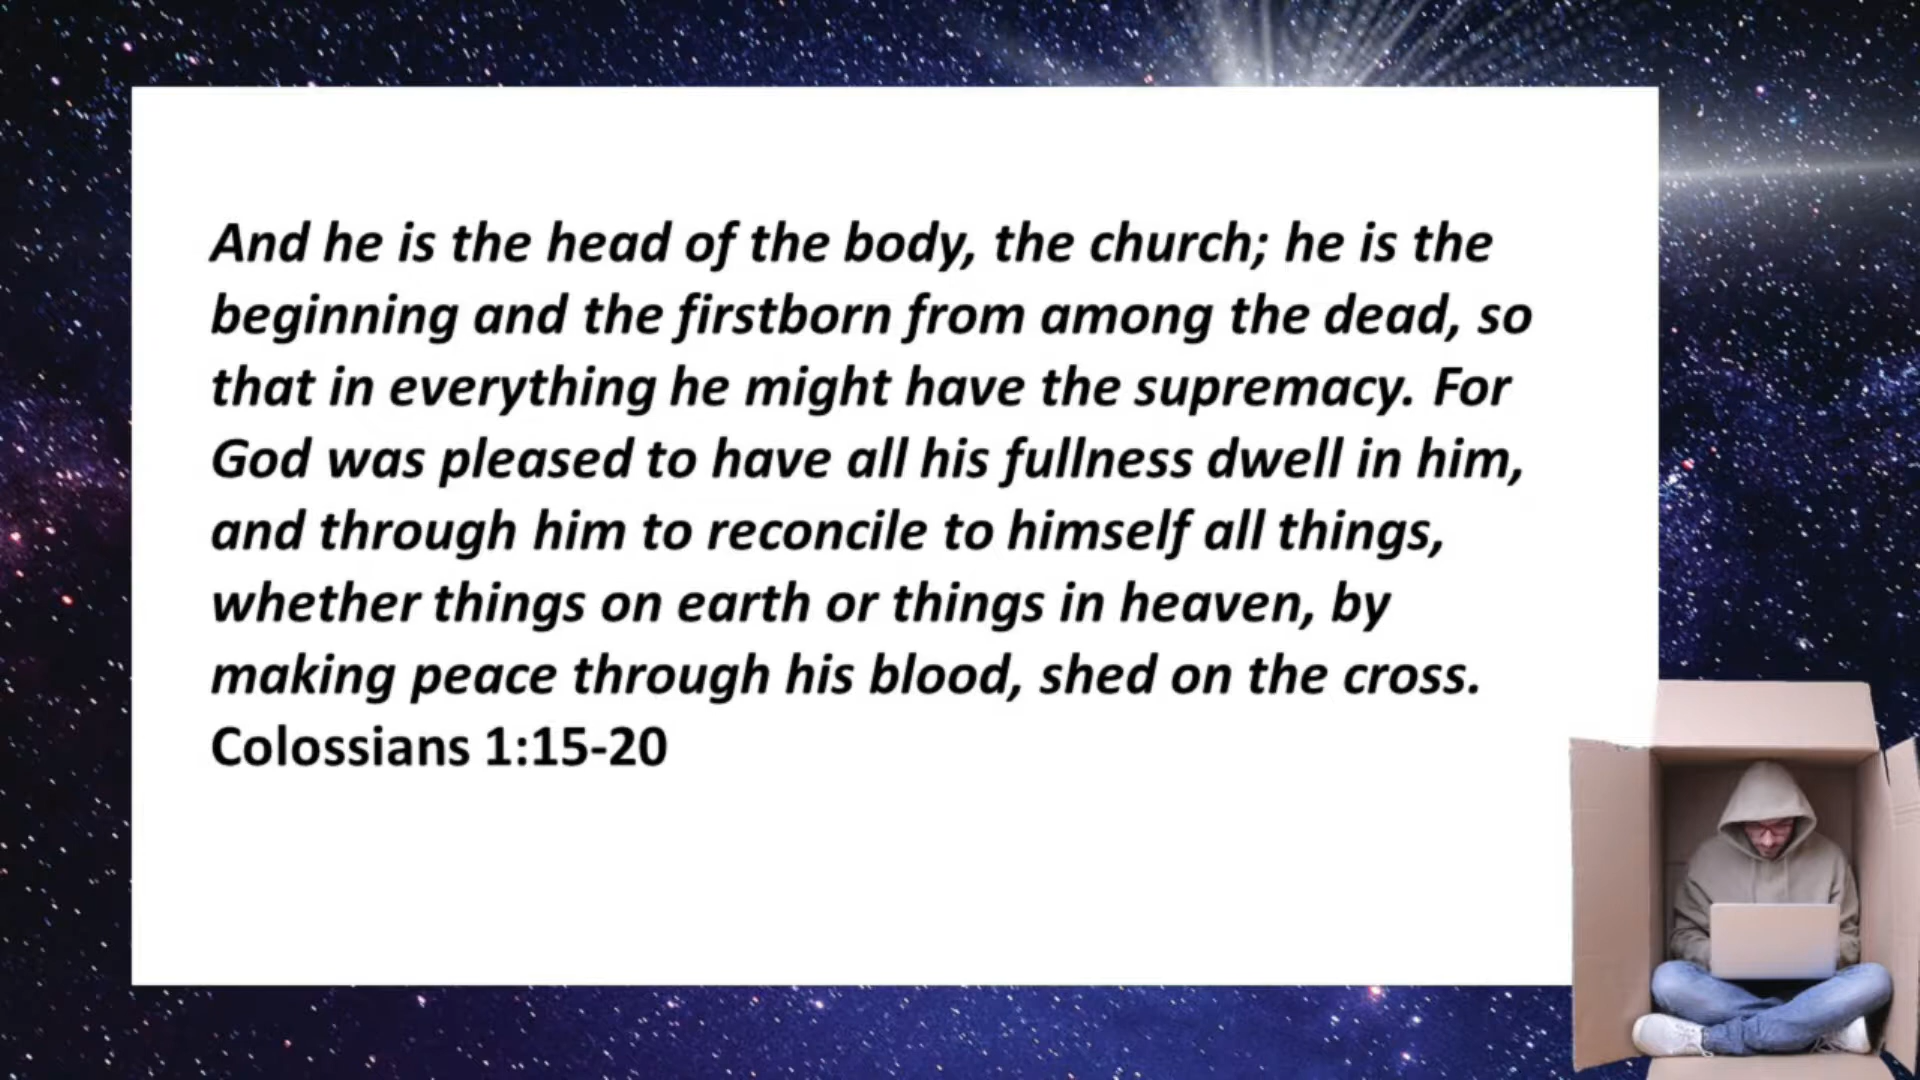 And he is the head of the body, the church; he is the
beginning and the firstborn from among the dead, so
that in everything he might have the supremacy. For
God was pleased to have all his fullness dwell in him,
and through him to reconcile to himself all things,
whether things on earth or things in heaven, by
making peace through his blood, shed on the cross.
Colossians 1:15-20